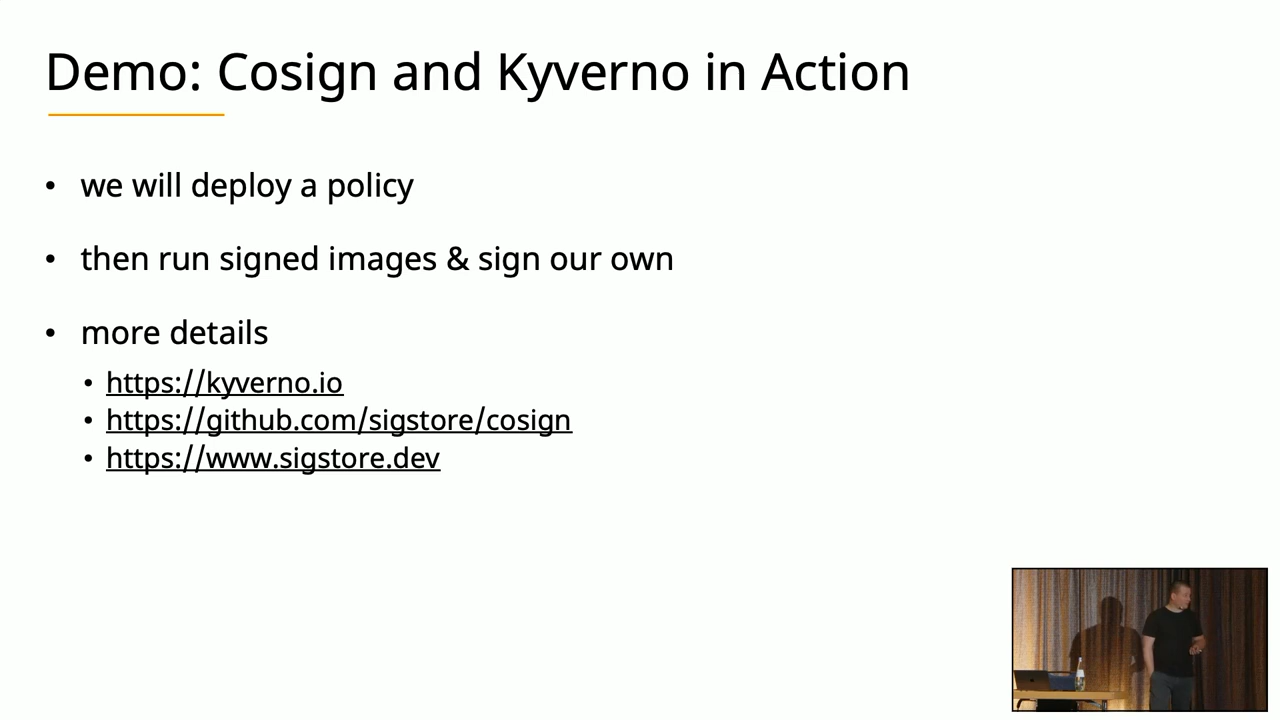 Demo: Cosign and Kyverno in Action
• we will deploy a policy
• then run signed images & sign our own
• more details
• https://kyverno.io
• https://github.com/sigstore/cosign
• https://www.sigstore.dev